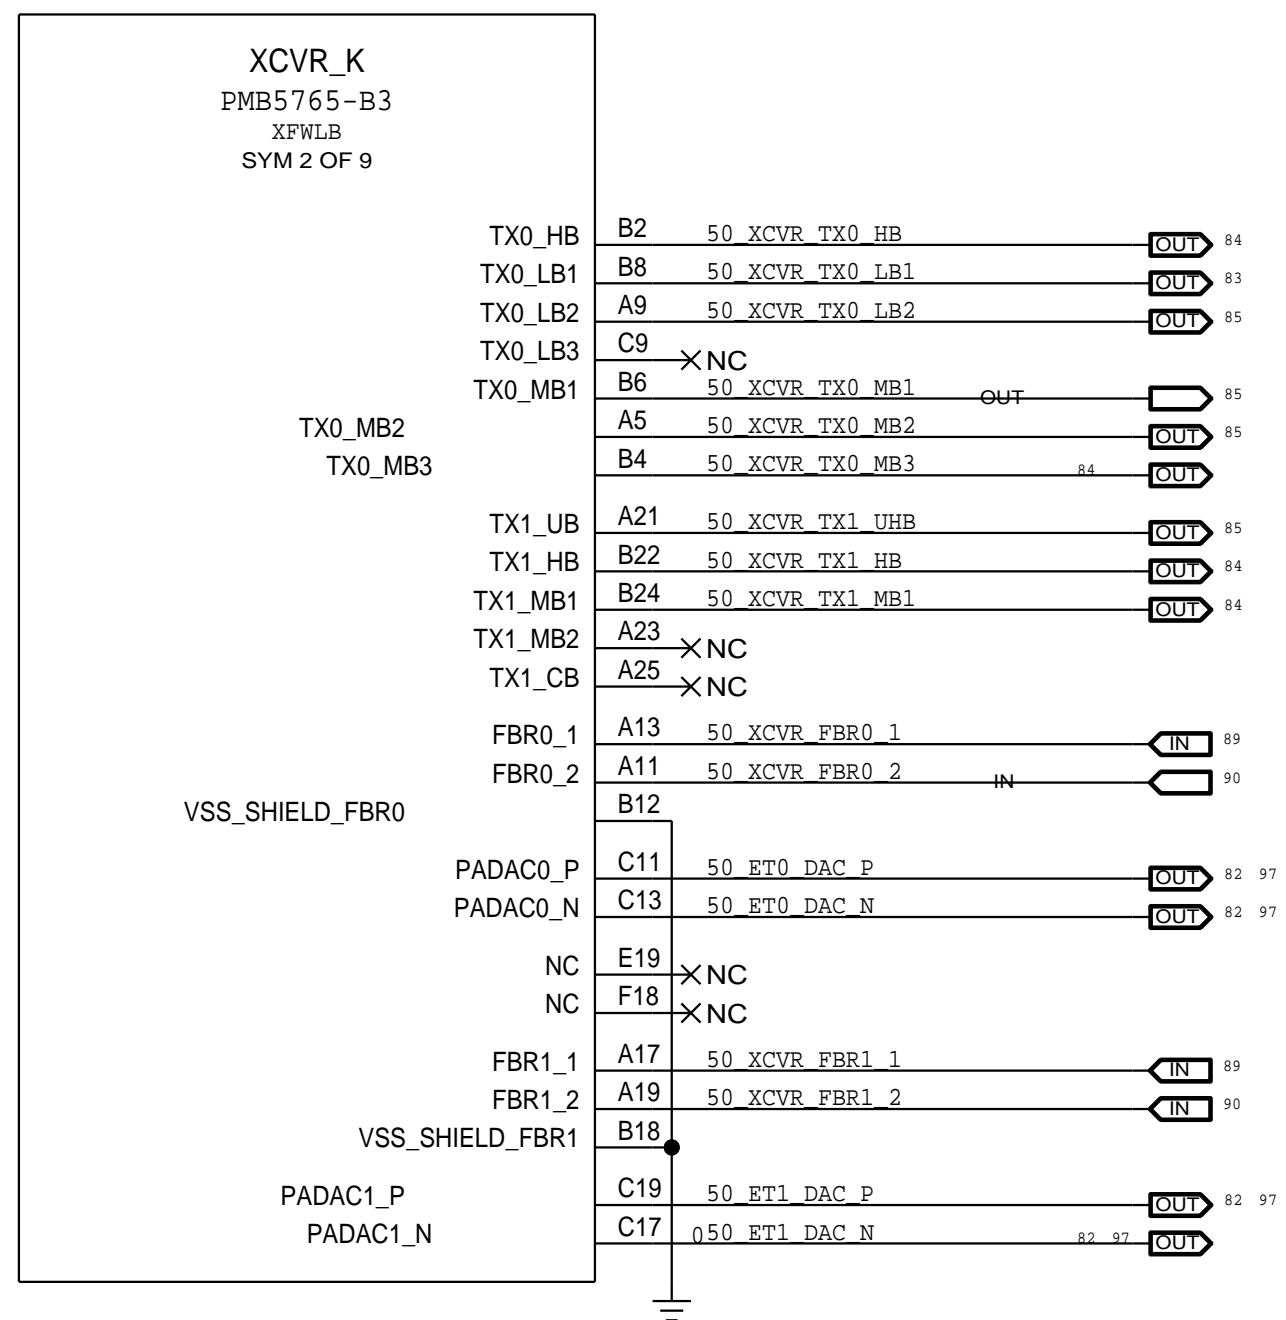 XCVR_K
PMB5765-B3
XFWLB
SYM 2 OF 9
TX0_HB B2 50_XCVR_TX0_HB OUT 84
TX0_LB1 B8 50_XCVR_TX0_LB1 OUT 83
TX0_LB2 A9 50_XCVR_TX0_LB2 OUT 85
TX0_LB3 C9 NC
TX0_MB1 B6 50_XCVR_TX0_MB1 OUT 85
TX0_MB2 A5 50_XCVR_TX0_MB2 OUT 85
TX0_MB3 B4 50_XCVR_TX0_MB3 84 OUT
TX1_UB A21 50_XCVR_TX1_UHB OUT 85
TX1_HB B22 50_XCVR_TX1_HB OUT 84
TX1_MB1 B24 50_XCVR_TX1_MB1 OUT 84
TX1_MB2 A23 NC
TX1_CB A25 NC
FBR0_1 A13 50_XCVR_FBR0_1 IN 89
FBR0_2 A11 50_XCVR_FBR0_2 IN 90
VSS_SHIELD_FBR0 B12
PADAC0_P C11 50_ET0_DAC_P OUT 82 97
PADAC0_N C13 50_ET0_DAC_N OUT 82 97
NC E19 NC
NC F18 NC
FBR1_1 A17 50_XCVR_FBR1_1 IN 89
FBR1_2 A19 50_XCVR_FBR1_2 IN 90
VSS_SHIELD_FBR1 B18
PADAC1_P C19 50_ET1_DAC_P OUT 82 97
PADAC1_N C17 050_ET1_DAC_N 82 97 OUT